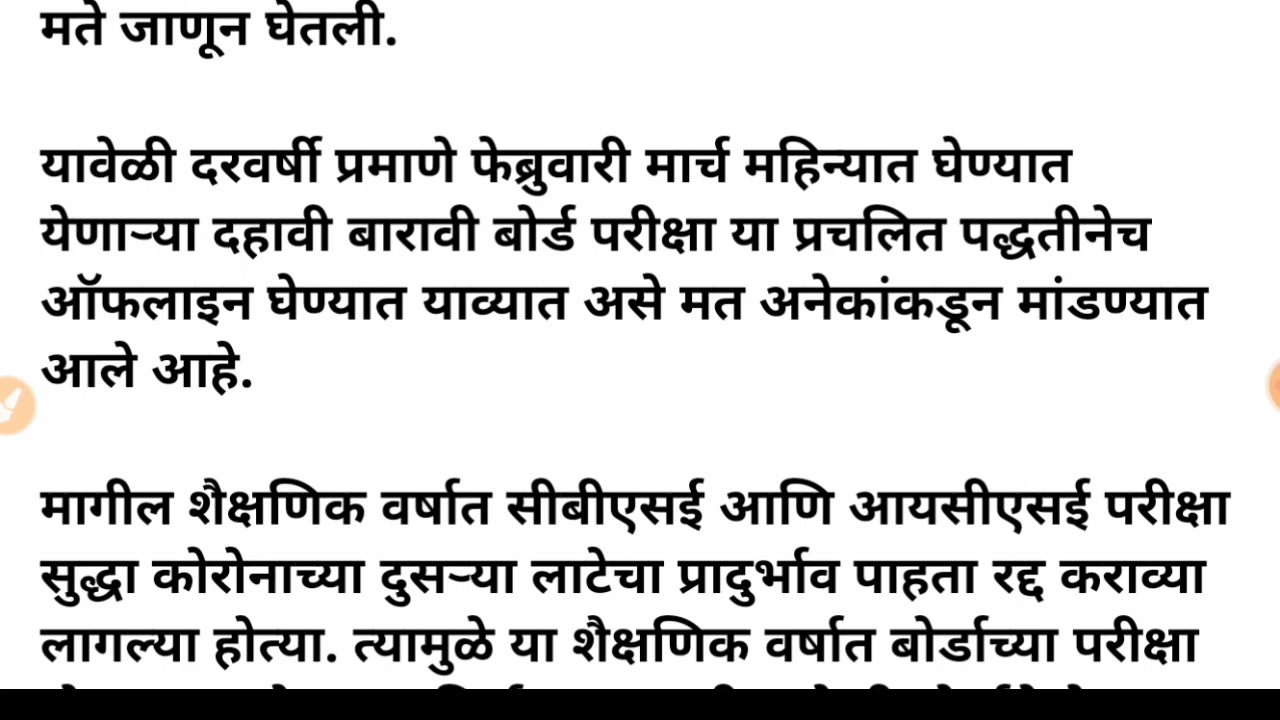 मते जाणून घेतली.
यावेळी दरवर्षी प्रमाणे फेब्रुवारी मार्च महिन्यात घेण्यात
येणाऱ्या दहावी बारावी बोर्ड परीक्षा या प्रचलित पद्धतीनेच
ऑफलाइन घेण्यात याव्यात असे मत अनेकांकडून मांडण्यात
आले आहे.
मागील शैक्षणिक वर्षात सीबीएसई आणि आयसीएसई परीक्षा
सुद्धा कोरोनाच्या दुसऱ्या लाटेचा प्रादुर्भाव पाहता रद्द कराव्या
लागल्या होत्या. त्यामुळे या शैक्षणिक वर्षात बोर्डाच्या परीक्षा